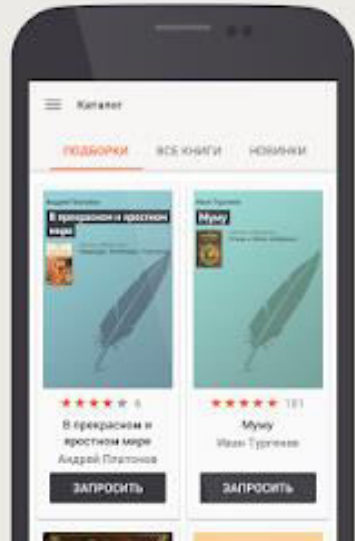 Каталог
ПОДБОРКИ ВСЕ КНИГИ НОВИНКИ
Андрей Платонов
В прекрасном и яростном
мире
Иван Тургенев
Муму
6
181
В прекрасном и
яростном мире
Андрей Платонов
ЗАПРОСИТЬ
Муму
Иван Тургенев
ЗАПРОСИТЬ